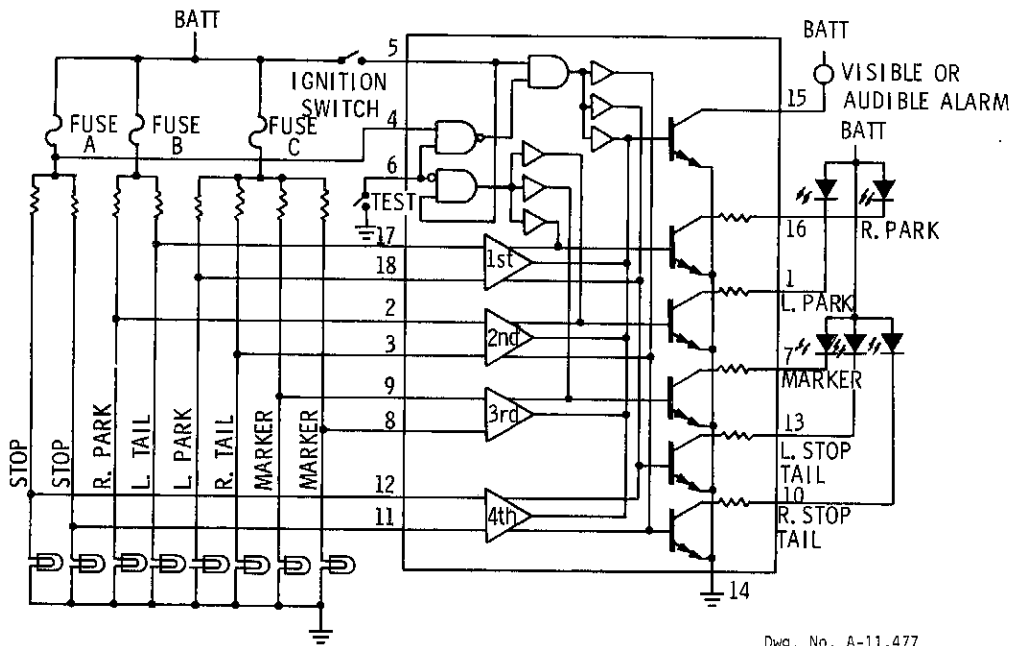 BATT
5
IGNITION
SWITCH
BATT
15
VISIBLE OR
AUDIBLE ALARM
FUSE
A
FUSE
B
FUSE
C
4
6
TEST
BATT
16
R. PARK
17
18
1st
1
L. PARK
2
3
2nd
7
MARKER
9
8
3rd
13
L. STOP
TAIL
STOP
STOP
R. PARK
L. TAIL
L. PARK
R. TAIL
MARKER
MARKER
12
11
4th
10
R. STOP
TAIL
14
Dwg. No. A-11,477